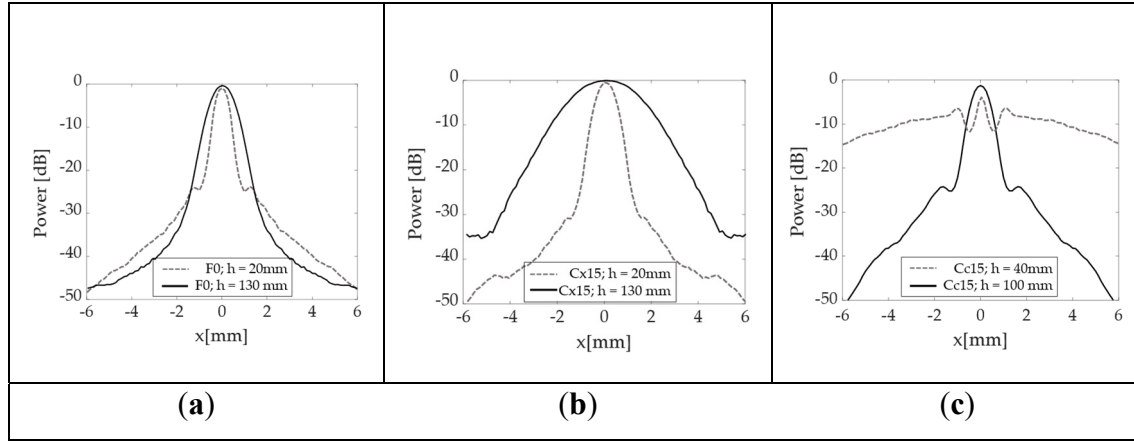 0
-10
-20
-30
-40
-50
Power [dB]
F0; h = 20mm
F0; h = 130 mm
-6 -4 -2 0 2 4 6
x[mm]
0
-10
-20
-30
-40
-50
Power [dB]
Cx15; h = 20mm
Cx15; h = 130 mm
-6 -4 -2 0 2 4 6
x[mm]
0
-10
-20
-30
-40
-50
Power [dB]
Cc15; h = 40mm
Cc15; h = 100 mm
-6 -4 -2 0 2 4 6
x[mm]
(a) (b) (c)